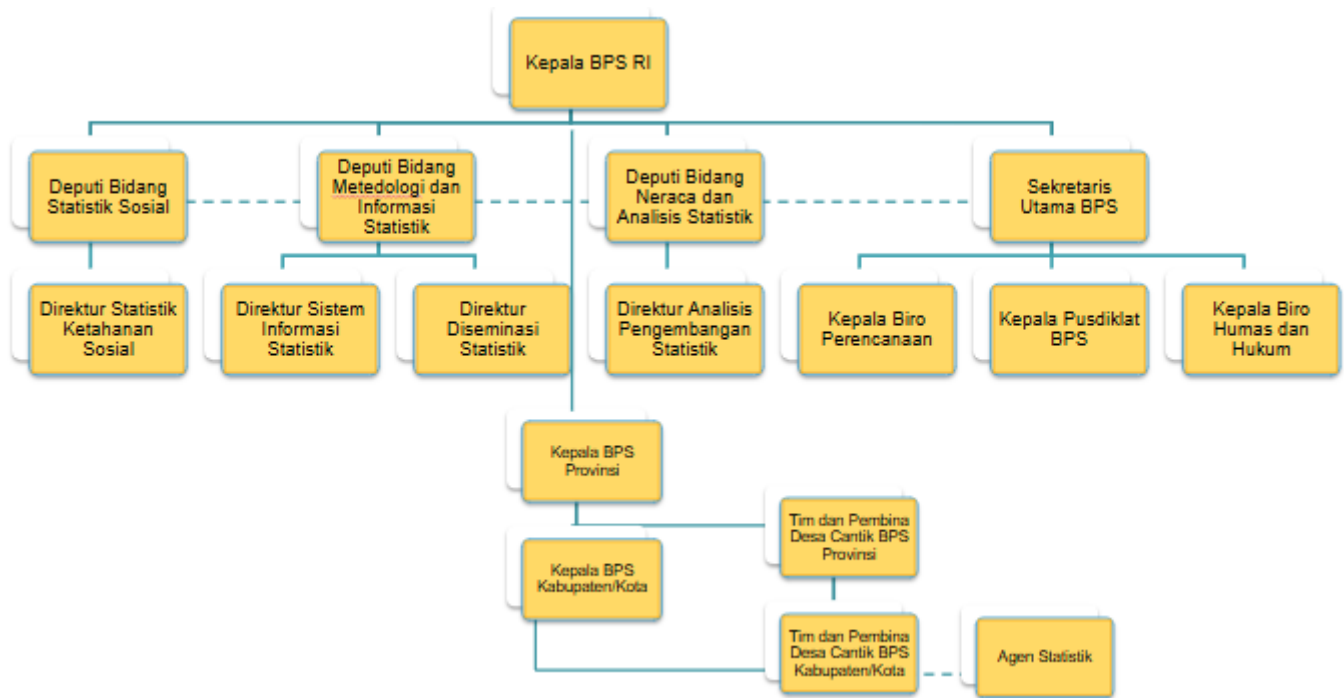 Kepala BPS RI
Deputi Bidang
Statistik Sosial
Deputi Bidang
Metedologi dan
Informasi
Statistik
Deputi Bidang
Neraca dan
Analisis Statistik
Sekretaris
Utama BPS
Direktur Statistik
Ketahanan
Sosial
Direktur Sistem
Informasi
Statistik
Direktur
Diseminasi
Statistik
Direktur Analisis
Pengembangan
Statistik
Kepala Biro
Perencanaan
Kepala Pusdiklat
BPS
Kepala Biro
Humas dan
Hukum
Kepala BPS
Provinsi
Tim dan Pembina
Desa Cantik BPS
Provinsi
Kepala BPS
Kabupaten/Kota
Tim dan Pembina
Desa Cantik BPS
Kabupaten/Kota
Agen Statistik